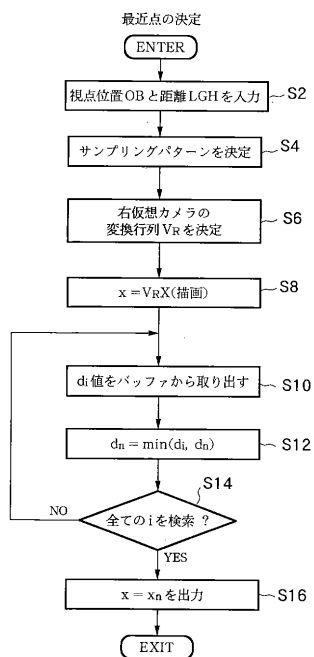 最近点の決定
ENTER
視点位置OBと距離LGHを入力
S2
サンプリングパターンを決定
S4
右仮想カメラの
変換行列VRを決定
S6
x=VRX(描画)
S8
di値をバッファから取り出す
S10
dn=min(di, dn)
S12
S14
全てのiを検索 ?
NO
YES
x=xnを出力
S16
EXIT